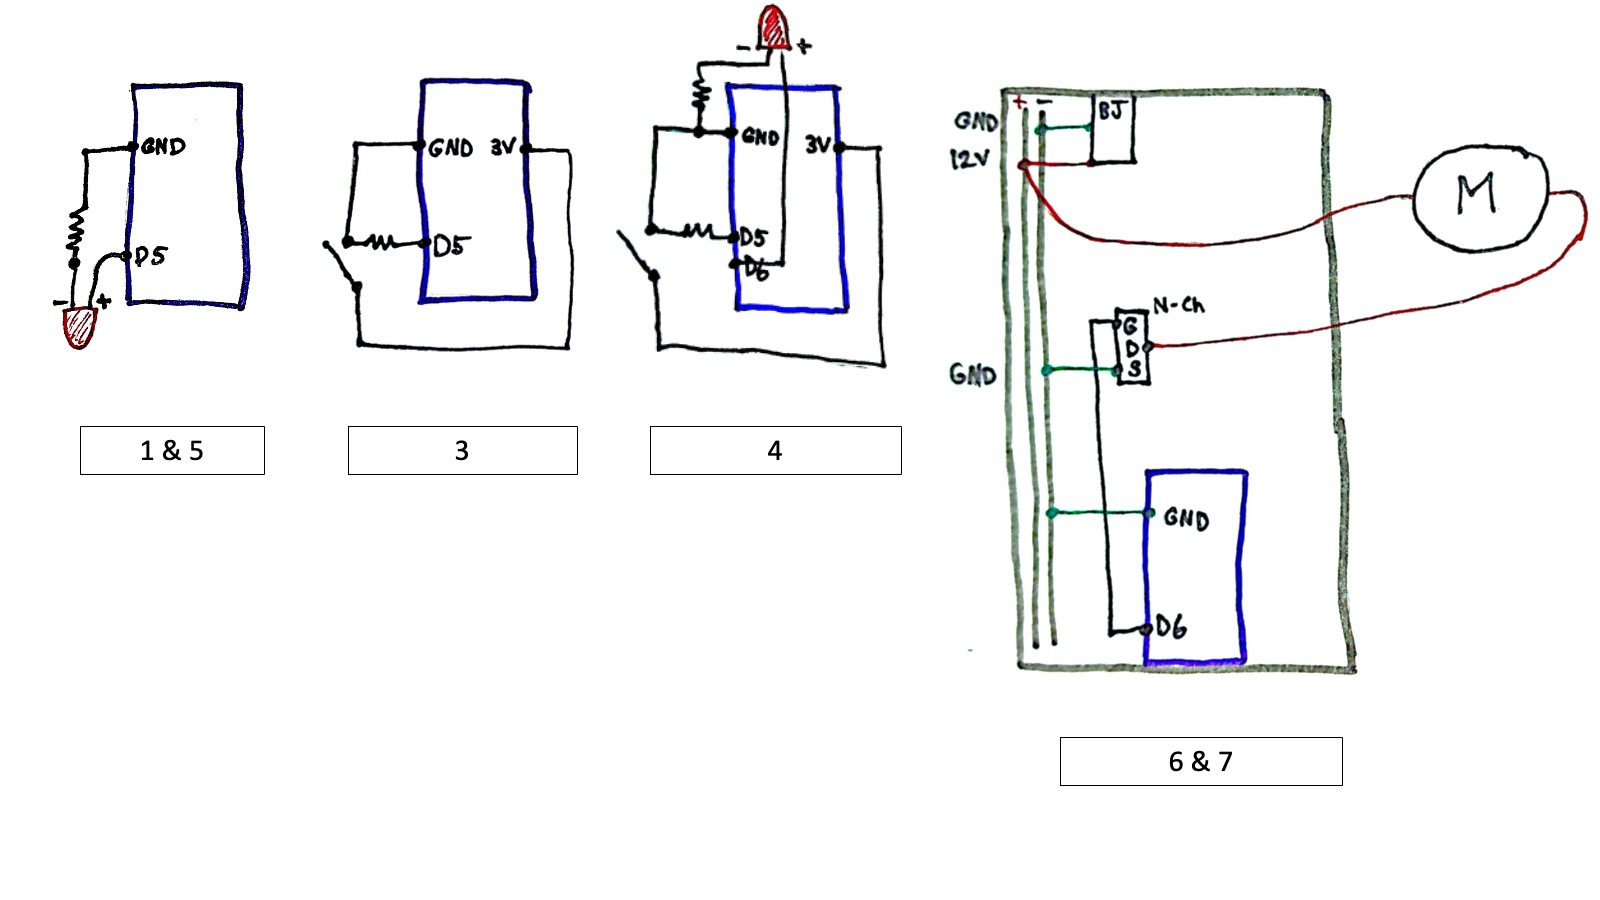 GND
D5
- +
1 & 5
GND 3V
D5
3
- +
GND 3V
D5
D6
4
+ - BJ
GND
12V
M
N-Ch
G
D
S
GND
GND
D6
6 & 7